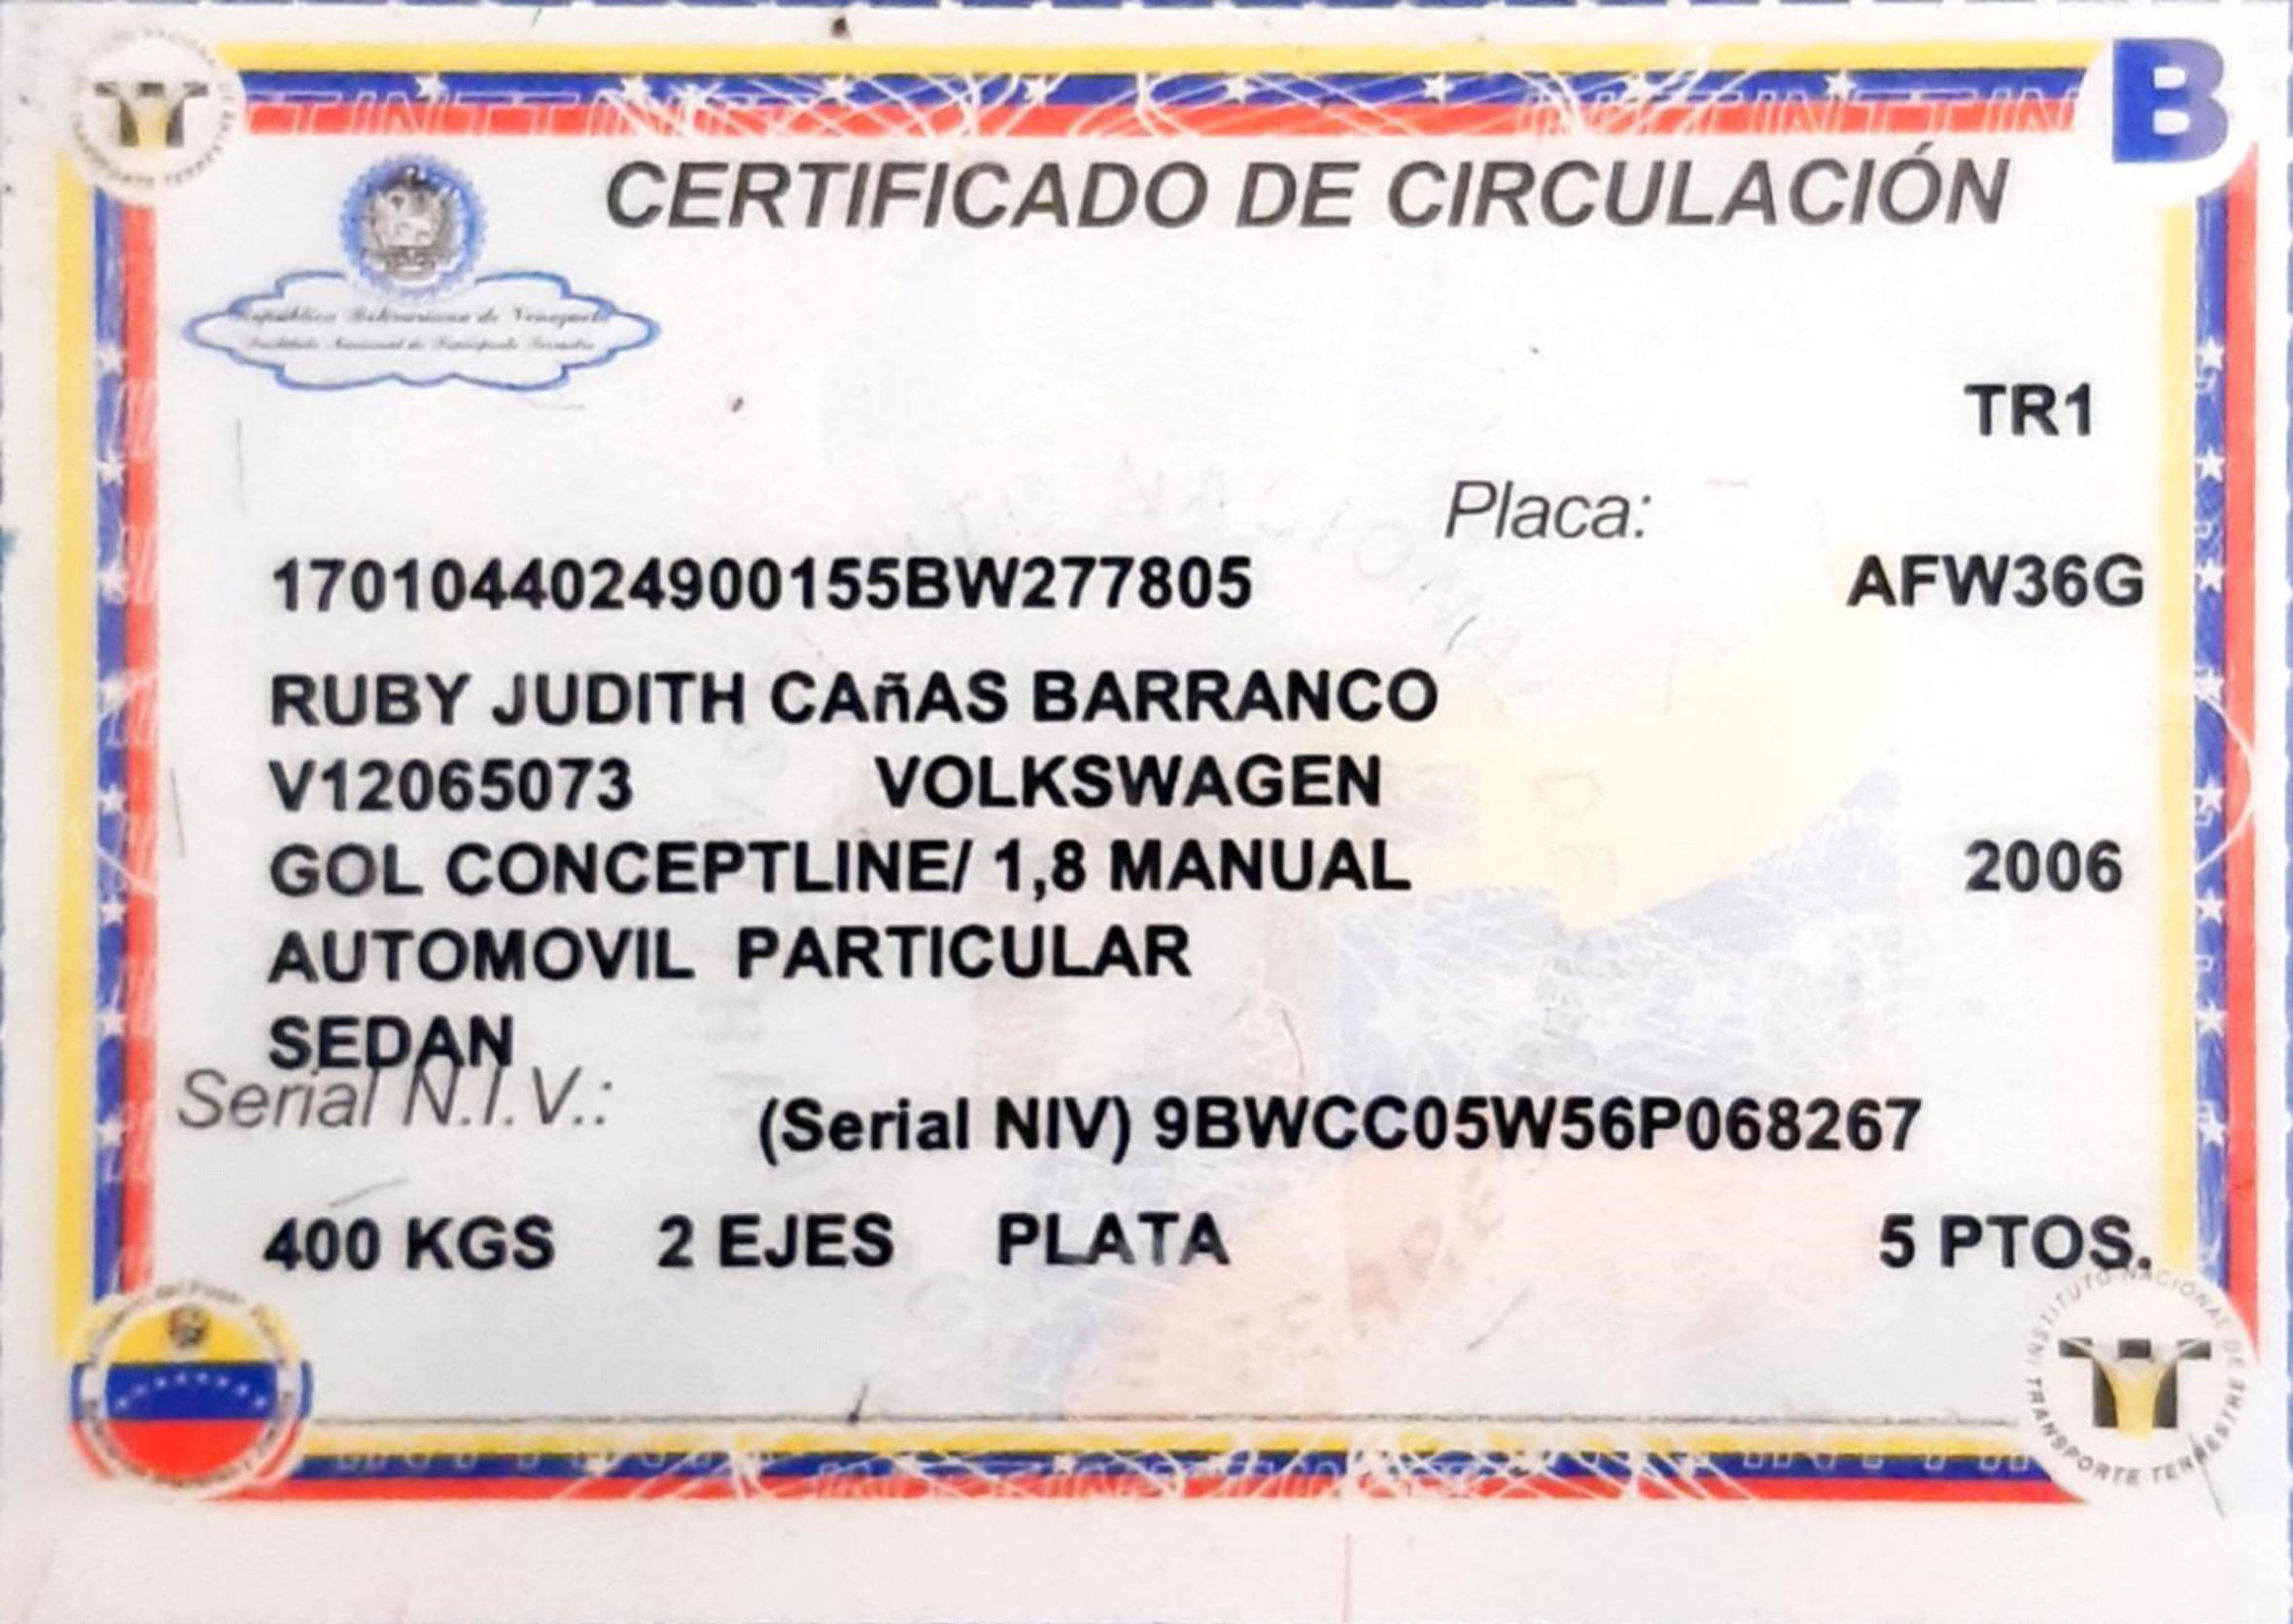 B
CERTIFICADO DE CIRCULACIÓN
República Bolivariana de Venezuela
Instituto Nacional de Transporte Terrestre
TR1
Placa:
1701044024900155BW277805 AFW36G
RUBY JUDITH CAñAS BARRANCO
V12065073 VOLKSWAGEN
GOL CONCEPTLINE/ 1,8 MANUAL 2006
AUTOMOVIL PARTICULAR
SEDAN
Serial N.I.V.: (Serial NIV) 9BWCC05W56P068267
400 KGS 2 EJES PLATA 5 PTOS.
INSTITUTO NACIONAL DE TRANSPORTE TERRESTRE